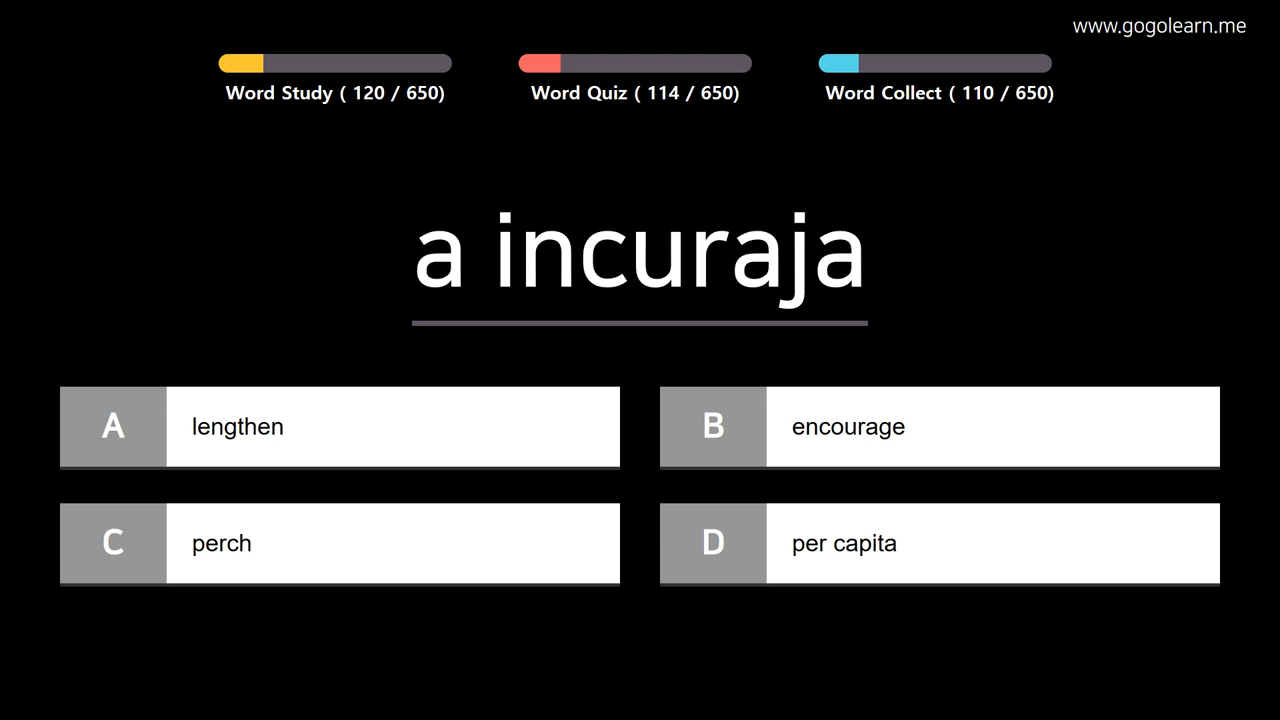 www.gogolearn.me
Word Study ( 120 / 650)
Word Quiz ( 114 / 650)
Word Collect ( 110 / 650)
a incuraja
A lengthen
B encourage
C perch
D per capita